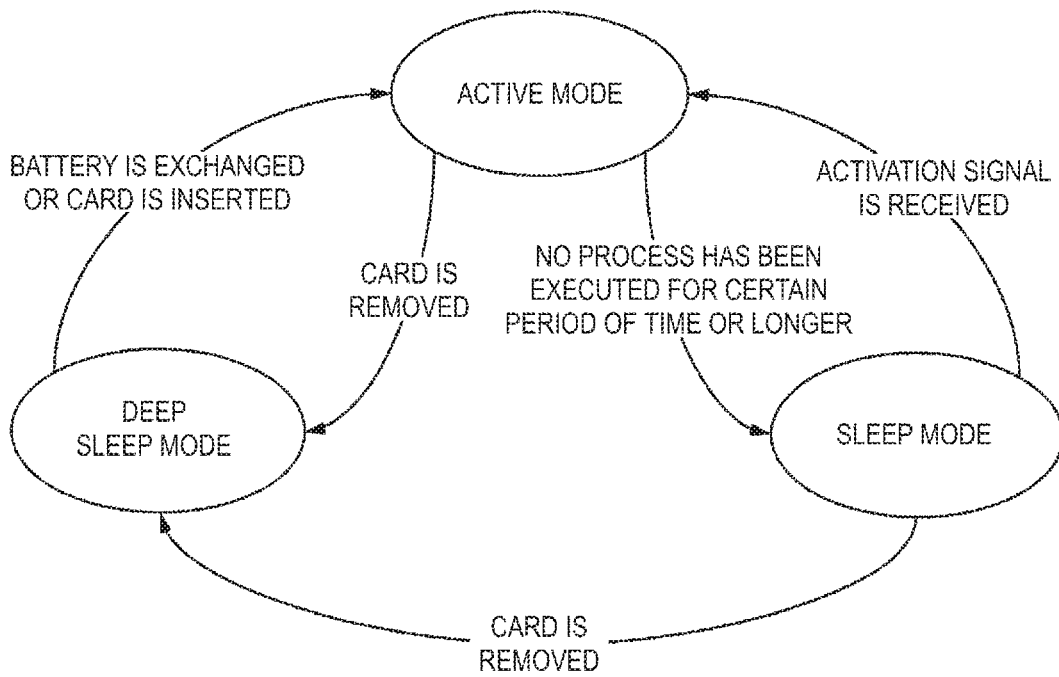 ACTIVE MODE
BATTERY IS EXCHANGED
OR CARD IS INSERTED
ACTIVATION SIGNAL
IS RECEIVED
CARD IS
REMOVED
NO PROCESS HAS BEEN
EXECUTED FOR CERTAIN
PERIOD OF TIME OR LONGER
DEEP
SLEEP MODE
SLEEP MODE
CARD IS
REMOVED